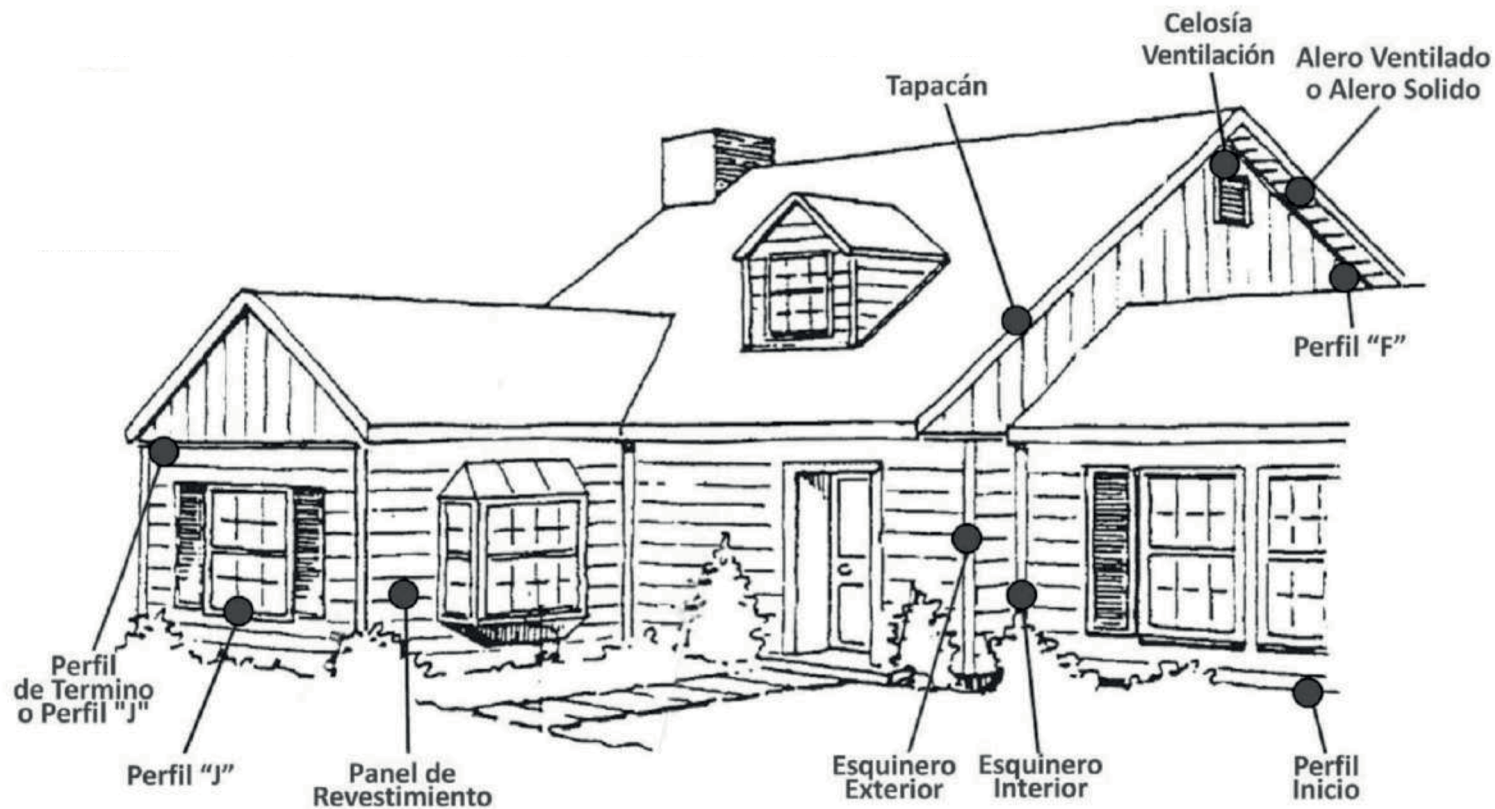 Celosía
Ventilación
Alero Ventilado
o Alero Solido
Tapacán
Perfil “F”
Perfil
de Termino
o Perfil "J"
Perfil “J”
Panel de
Revestimiento
Esquinero
Exterior
Esquinero
Interior
Perfil
Inicio